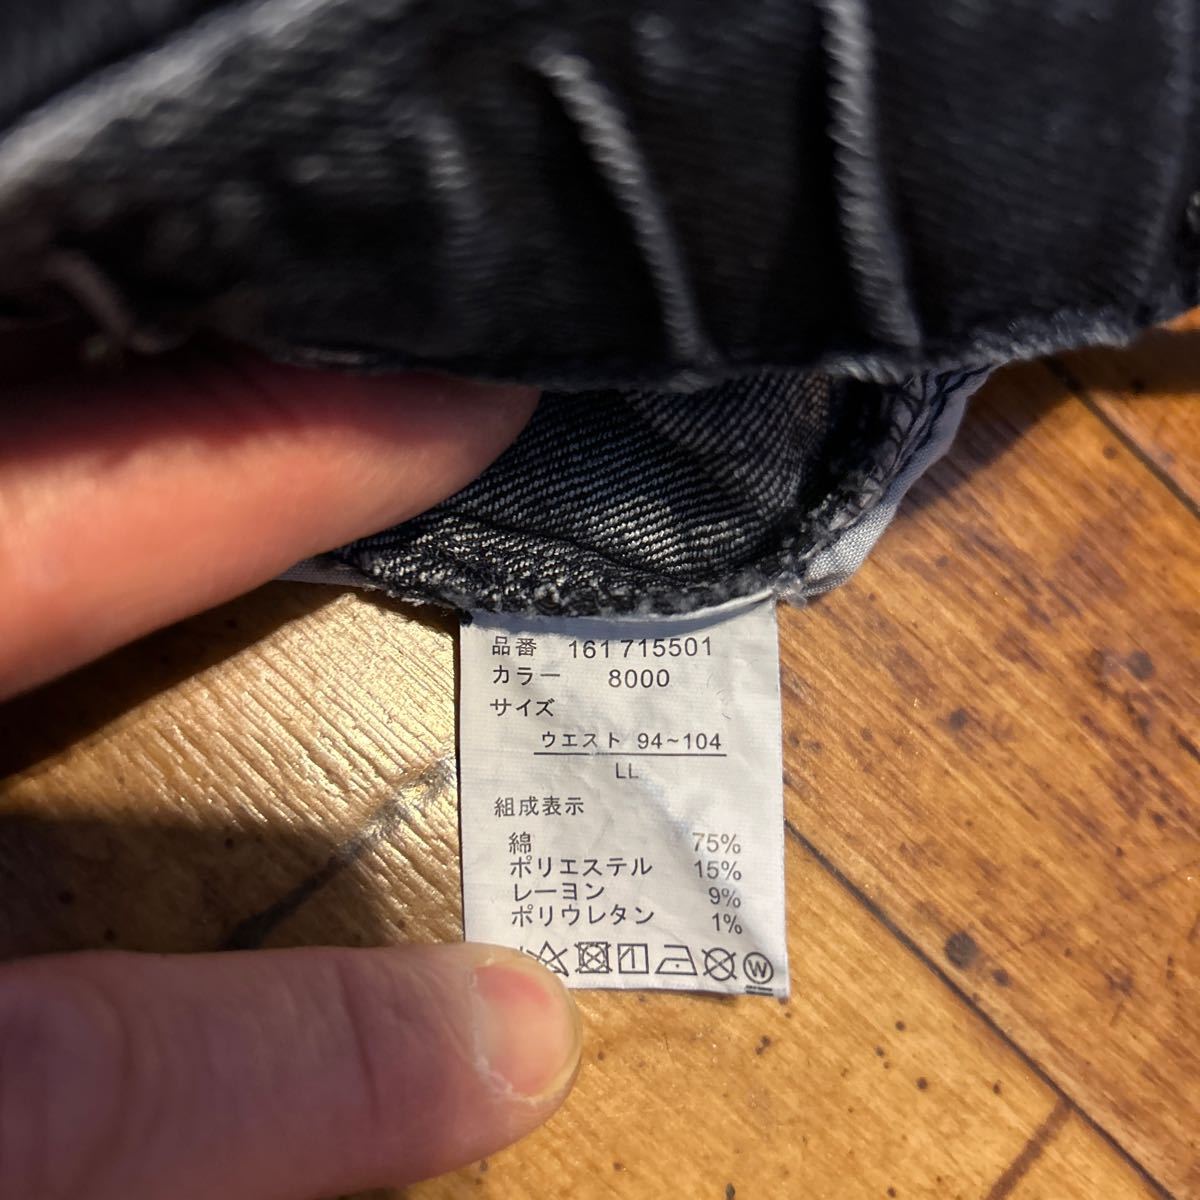 品番 161 715501
カラー 8000
サイズ
ウエスト 94~104
LL
組成表示
綿 75%
ポリエステル 15%
レーヨン 9%
ポリウレタン 1%
W